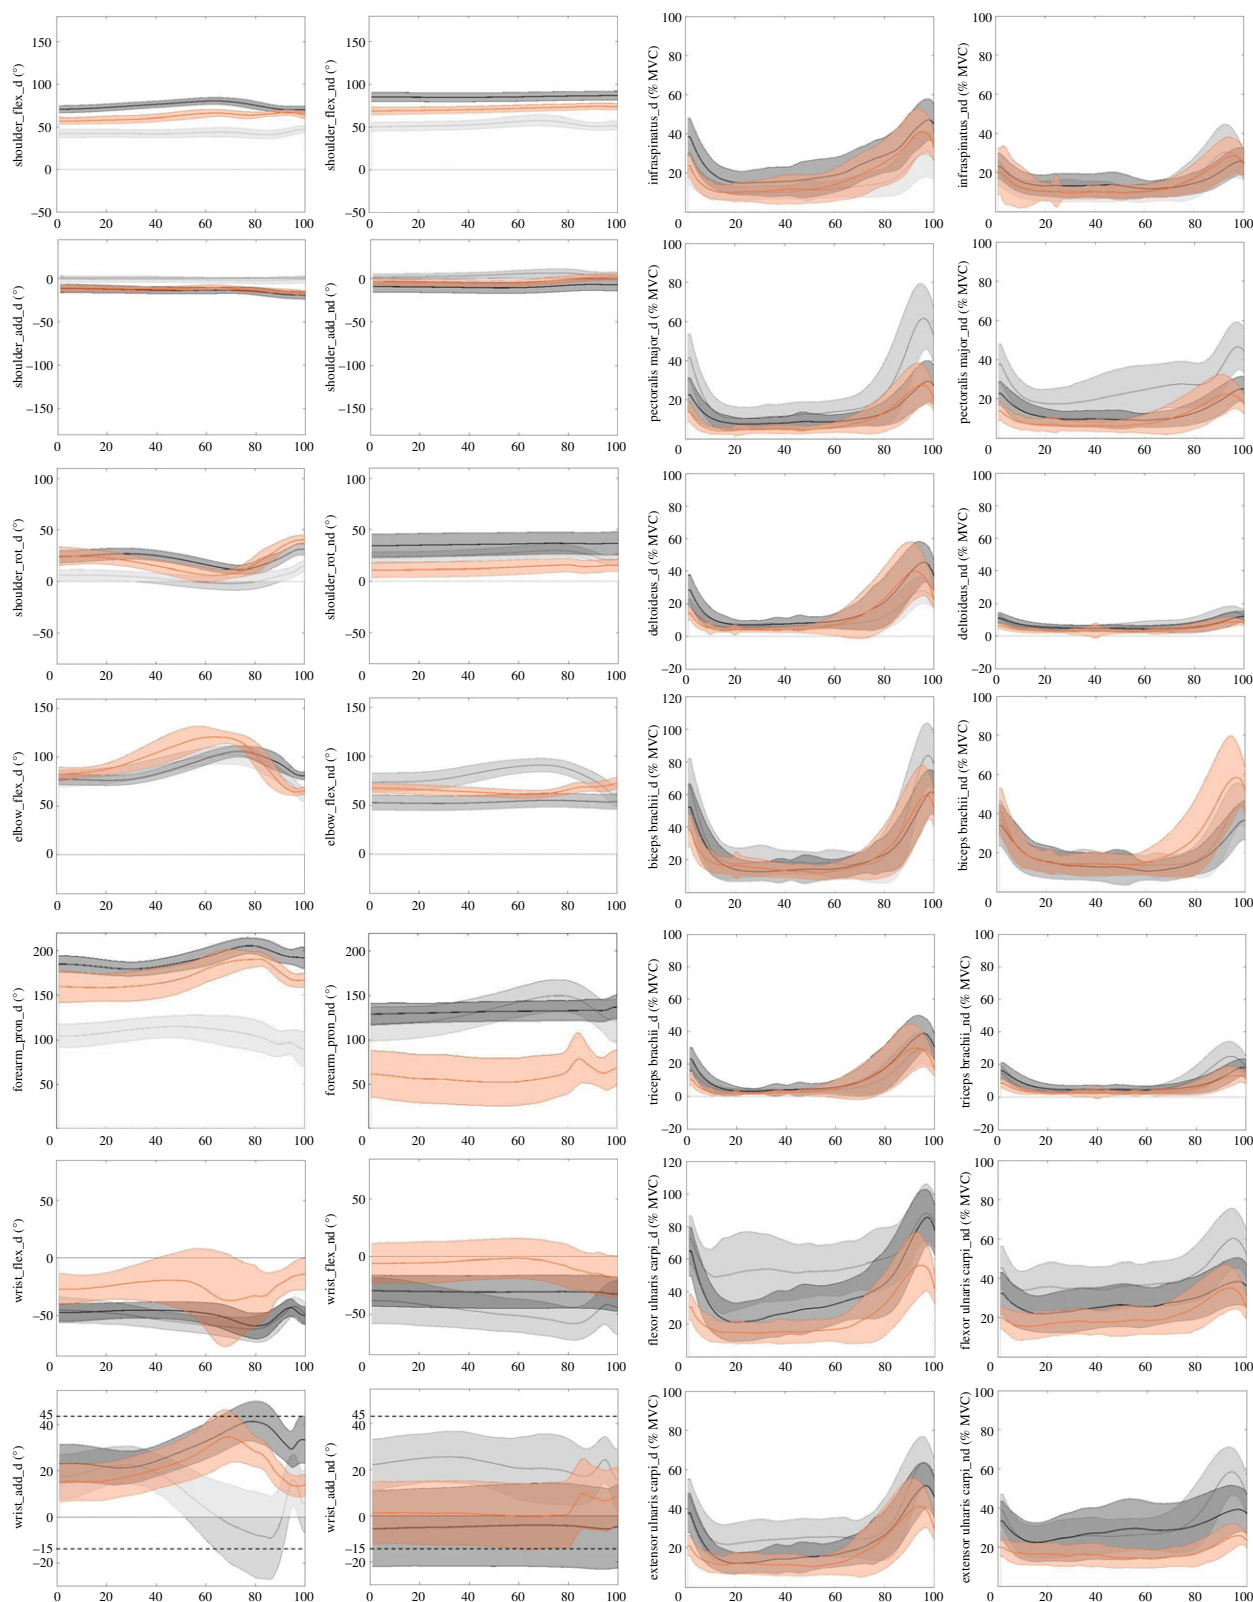 shoulder_flex_d (°)
150
100
50
0
−50
0 20 40 60 80 100
shoulder_flex_nd (°)
150
100
50
0
−50
0 20 40 60 80 100
infraspinatus_d (% MVC)
100
80
60
40
20
0 20 40 60 80 100
infraspinatus_nd (% MVC)
100
80
60
40
20
0 20 40 60 80 100
shoulder_add_d (°)
0
−50
−100
−150
0 20 40 60 80 100
shoulder_add_nd (°)
0
−50
−100
−150
0 20 40 60 80 100
pectoralis major_d (% MVC)
100
80
60
40
20
0 20 40 60 80 100
pectoralis major_nd (% MVC)
100
80
60
40
20
0 20 40 60 80 100
shoulder_rot_d (°)
100
50
0
−50
0 20 40 60 80 100
shoulder_rot_nd (°)
100
50
0
−50
0 20 40 60 80 100
deltoideus_d (% MVC)
100
80
60
40
20
0
−20
0 20 40 60 80 100
deltoideus_nd (% MVC)
100
80
60
40
20
0
−20
0 20 40 60 80 100
elbow_flex_d (°)
150
100
50
0
0 20 40 60 80 100
elbow_flex_nd (°)
150
100
50
0
0 20 40 60 80 100
biceps brachii_d (% MVC)
120
100
80
60
40
20
0 20 40 60 80 100
biceps brachii_nd (% MVC)
100
80
60
40
20
0 20 40 60 80 100
forearm_pron_d (°)
200
150
100
50
0 20 40 60 80 100
forearm_pron_nd (°)
200
150
100
50
0 20 40 60 80 100
triceps brachii_d (% MVC)
100
80
60
40
20
0
−20
0 20 40 60 80 100
triceps brachii_nd (% MVC)
100
80
60
40
20
0
−20
0 20 40 60 80 100
wrist_flex_d (°)
50
0
−50
0 20 40 60 80 100
wrist_flex_nd (°)
50
0
−50
0 20 40 60 80 100
flexor ulnaris carpi_d (% MVC)
120
100
80
60
40
20
0 20 40 60 80 100
flexor ulnaris carpi_nd (% MVC)
100
80
60
40
20
0 20 40 60 80 100
wrist_add_d (°)
45
40
20
0
−15
−20
0 20 40 60 80 100
wrist_add_nd (°)
45
40
20
0
−15
−20
0 20 40 60 80 100
extensor ulnaris carpi_d (% MVC)
100
80
60
40
20
0 20 40 60 80 100
extensor ulnaris carpi_nd (% MVC)
100
80
60
40
20
0 20 40 60 80 100